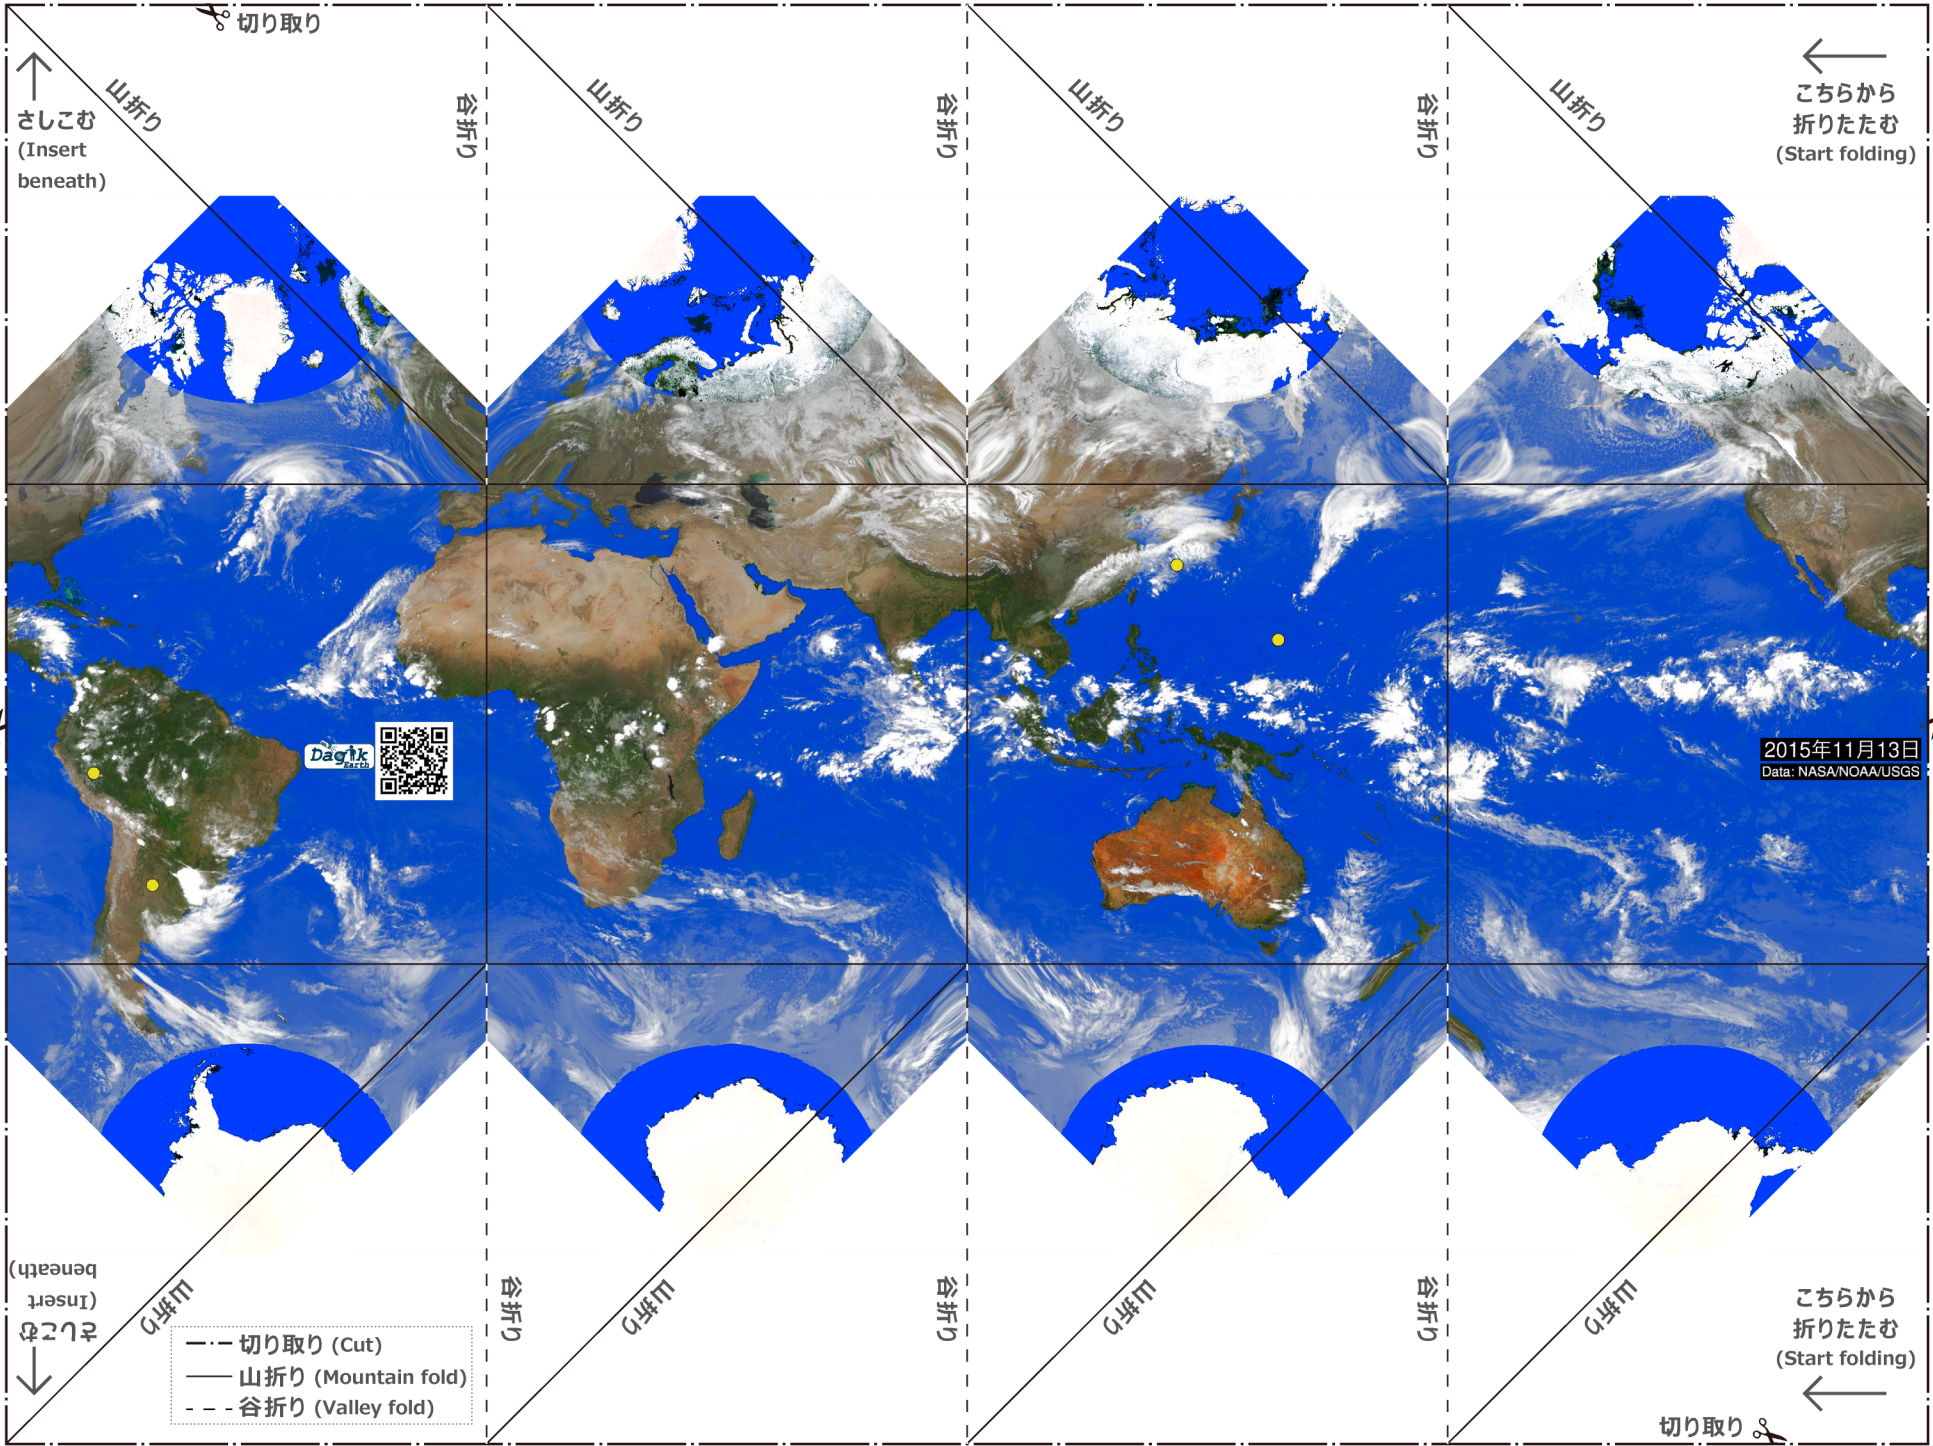 切り取り
さしこむ
(Insert
beneath)
山折り
谷折り
山折り
谷折り
山折り
谷折り
山折り
こちらから
折りたたむ
(Start folding)
Dagik
Earth
2015年11月13日
Data: NASA/NOAA/USGS
さしこむ
(Insert
beneath)
山折り
谷折り
山折り
谷折り
山折り
谷折り
山折り
こちらから
折りたたむ
(Start folding)
切り取り (Cut)
山折り (Mountain fold)
谷折り (Valley fold)
切り取り